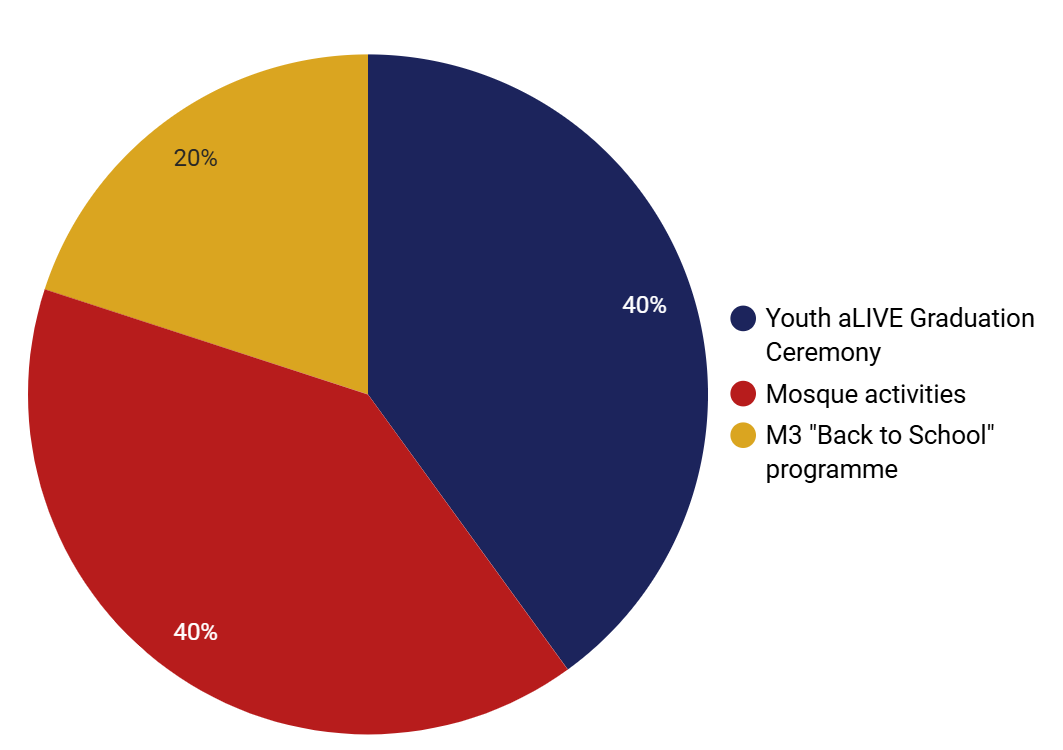 20%
40%
40%
Youth aLIVE Graduation
Ceremony
Mosque activities
M3 "Back to School"
programme